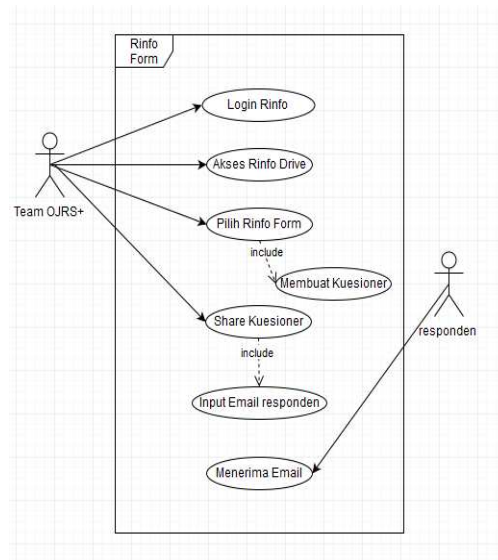 Rinfo
Form
Login Rinfo
Akses Rinfo Drive
Team OJRS+
Pilih Rinfo Form
include
Membuat Kuesioner
Share Kuesioner
responden
include
Input Email responden
Menerima Email